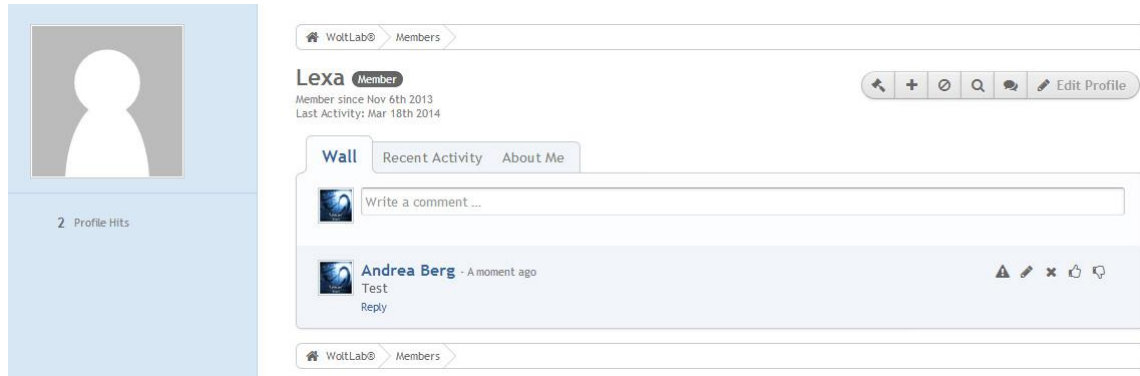 WoltLab® Members
Lexa Member
Member since Nov 6th 2013
Last Activity: Mar 18th 2014
Edit Profile
Wall Recent Activity About Me
Write a comment ...
2 Profile Hits
Andrea Berg - A moment ago
Test
Reply
WoltLab® Members